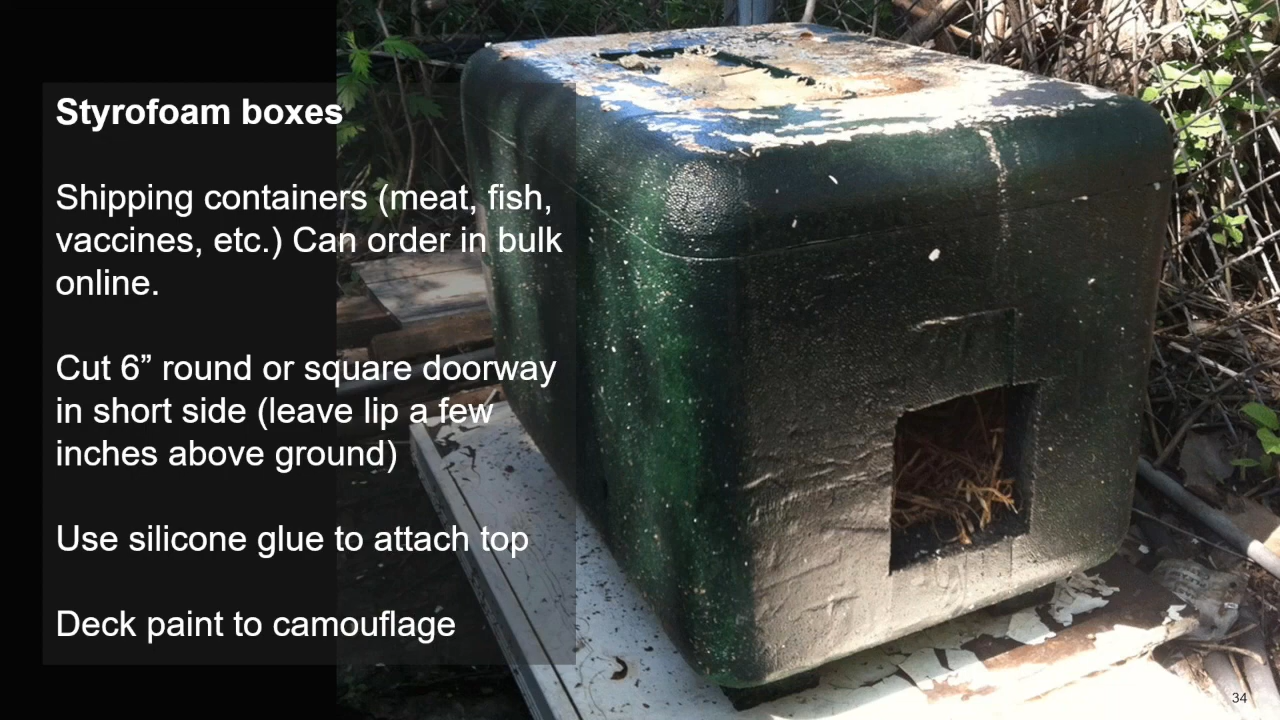 Styrofoam boxes
Shipping containers (meat, fish,
vaccines, etc.) Can order in bulk
online.
Cut 6” round or square doorway
in short side (leave lip a few
inches above ground)
Use silicone glue to attach top
Deck paint to camouflage
34